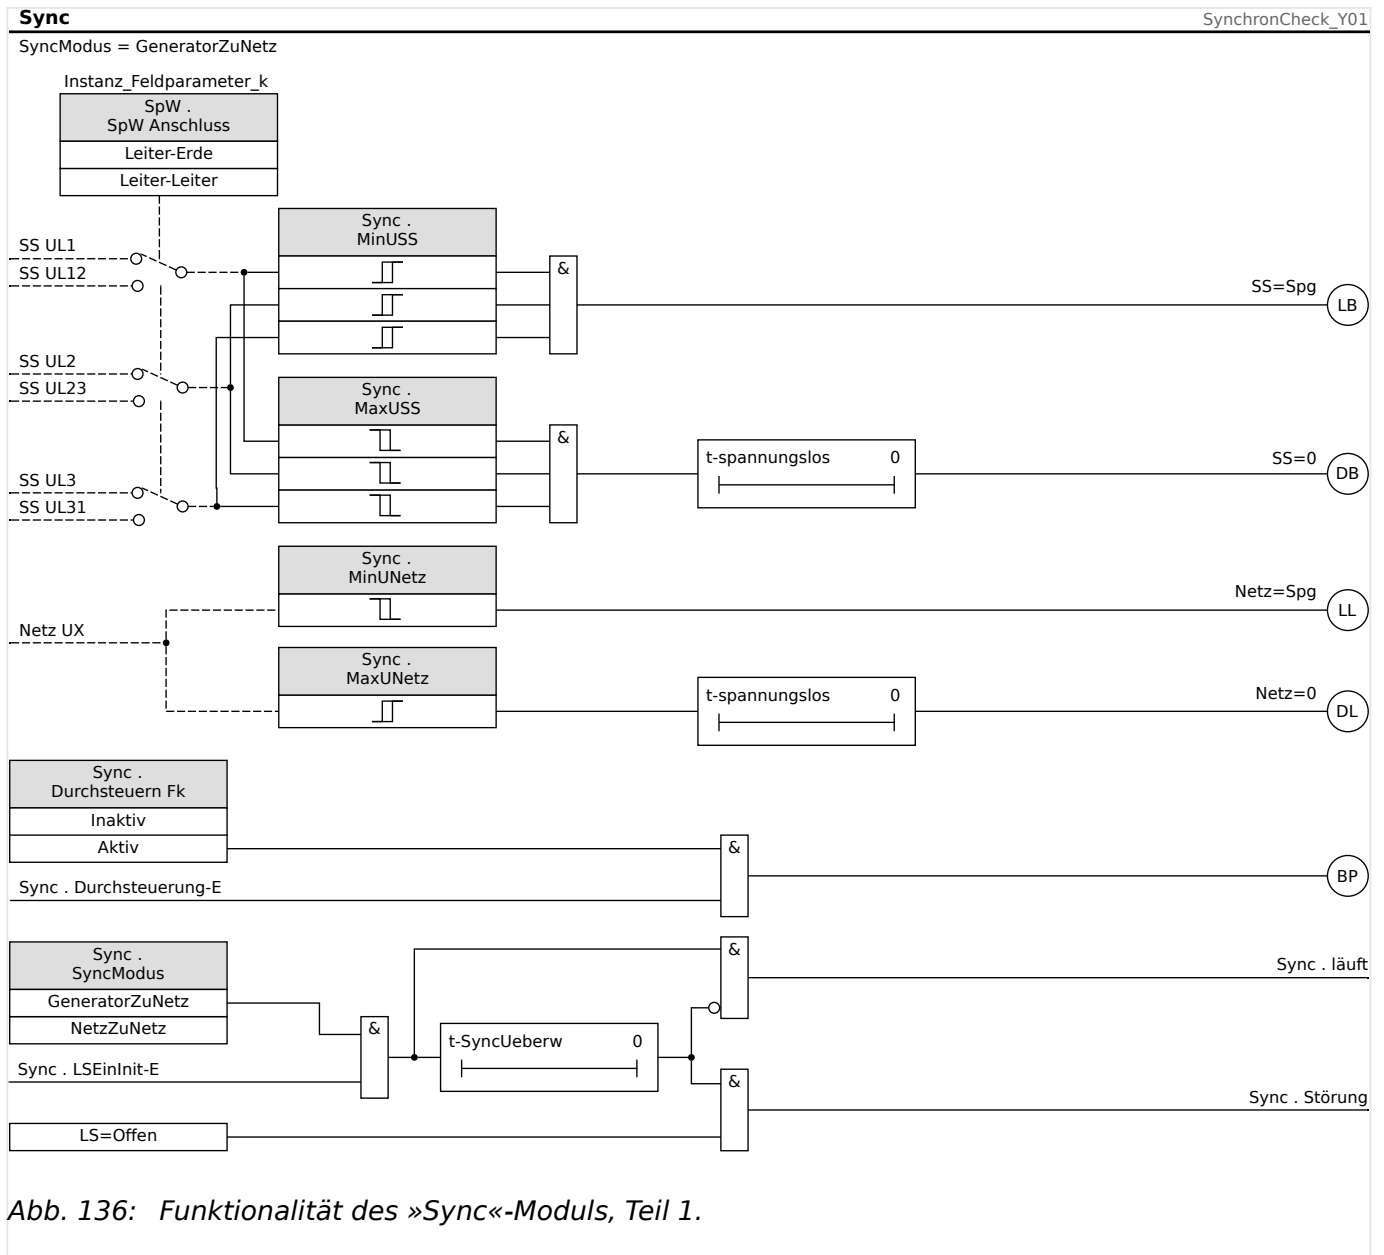 Sync
SynchronCheck_Y01
SyncModus = GeneratorZuNetz
Instanz_Feldparameter_k
SpW .
SpW Anschluss
Leiter-Erde
Leiter-Leiter
Sync .
MinUSS
SS UL1
SS UL12
&
SS=Spg
LB
SS UL2
SS UL23
Sync .
MaxUSS
&
t-spannungslos 0
SS=0
DB
SS UL3
SS UL31
Sync .
MinUNetz
Netz=Spg
LL
Netz UX
Sync .
MaxUNetz
t-spannungslos 0
Netz=0
DL
Sync .
Durchsteuern Fk
Inaktiv
Aktiv
&
BP
Sync . Durchsteuerung-E
Sync .
SyncModus
GeneratorZuNetz
NetzZuNetz
&
Sync . läuft
&
t-SyncUeberw 0
Sync . LSEinInit-E
&
Sync . Störung
LS=Offen
Abb. 136: Funktionalität des »Sync«-Moduls, Teil 1.